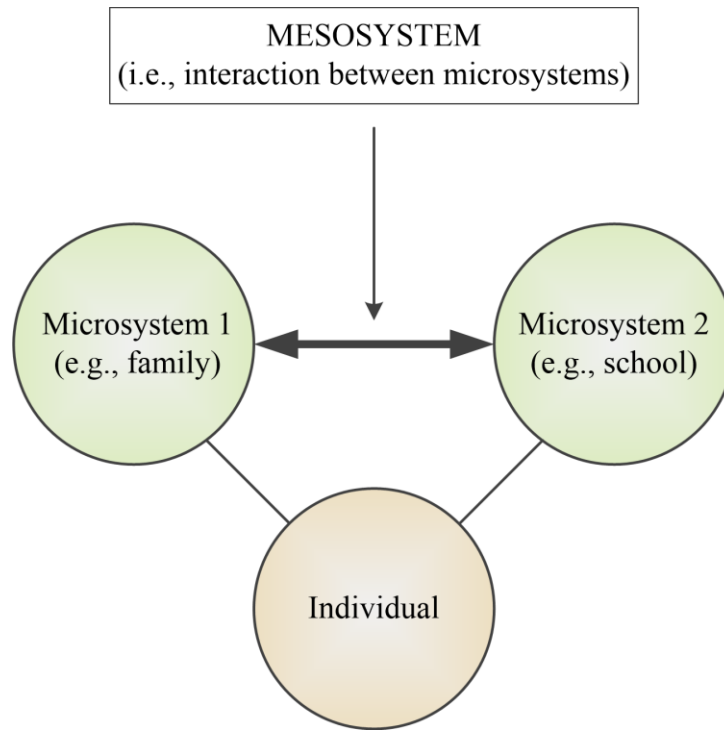 MESOSYSTEM
(i.e., interaction between microsystems)
Microsystem 1
(e.g., family)
Microsystem 2
(e.g., school)
Individual